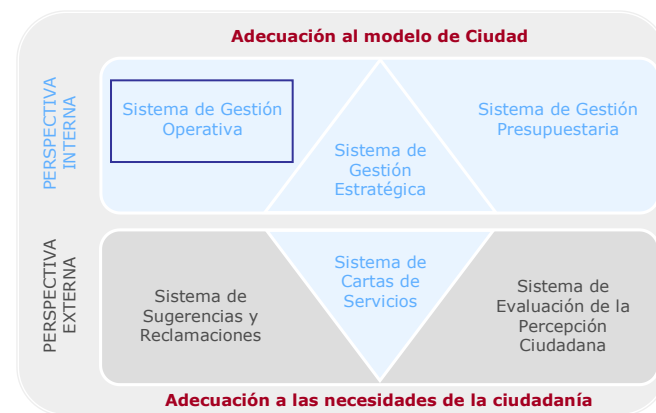 Adecuación al modelo de Ciudad
PERSPECTIVA
INTERNA
Sistema de Gestión
Operativa
Sistema de
Gestión
Estratégica
Sistema de Gestión
Presupuestaria
PERSPECTIVA
EXTERNA
Sistema de
Sugerencias y
Reclamaciones
Sistema de
Cartas de
Servicios
Sistema de
Evaluación de la
Percepción
Ciudadana
Adecuación a las necesidades de la ciudadanía